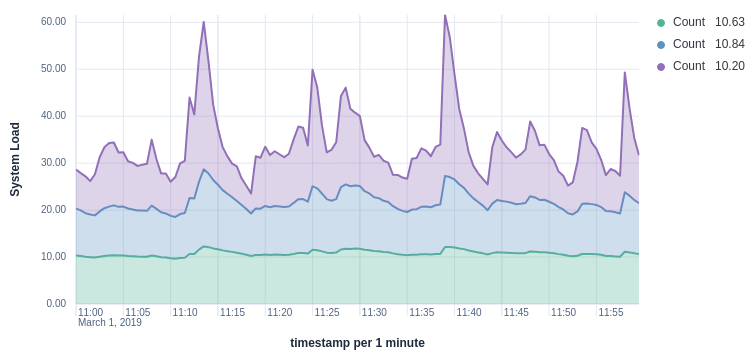 60.00
50.00
40.00
30.00
20.00
10.00
0.00
System Load
11:00 11:05 11:10 11:15 11:20 11:25 11:30 11:35 11:40 11:45 11:50 11:55
March 1, 2019
timestamp per 1 minute
Count 10.63
Count 10.84
Count 10.20